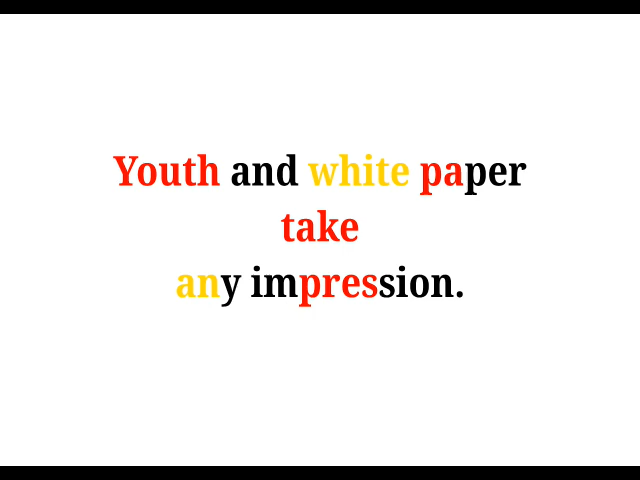 Youth and white paper
take
any impression.